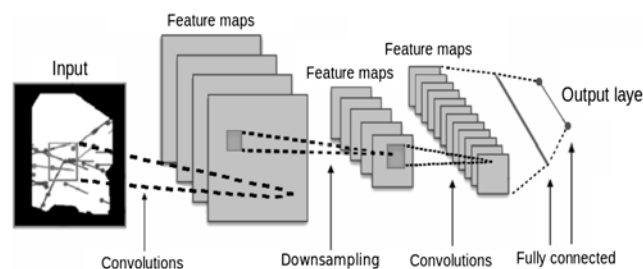 Feature maps
Input
Feature maps
Feature maps
Output laye
Convolutions
Downsampling
Convolutions
Fully connected